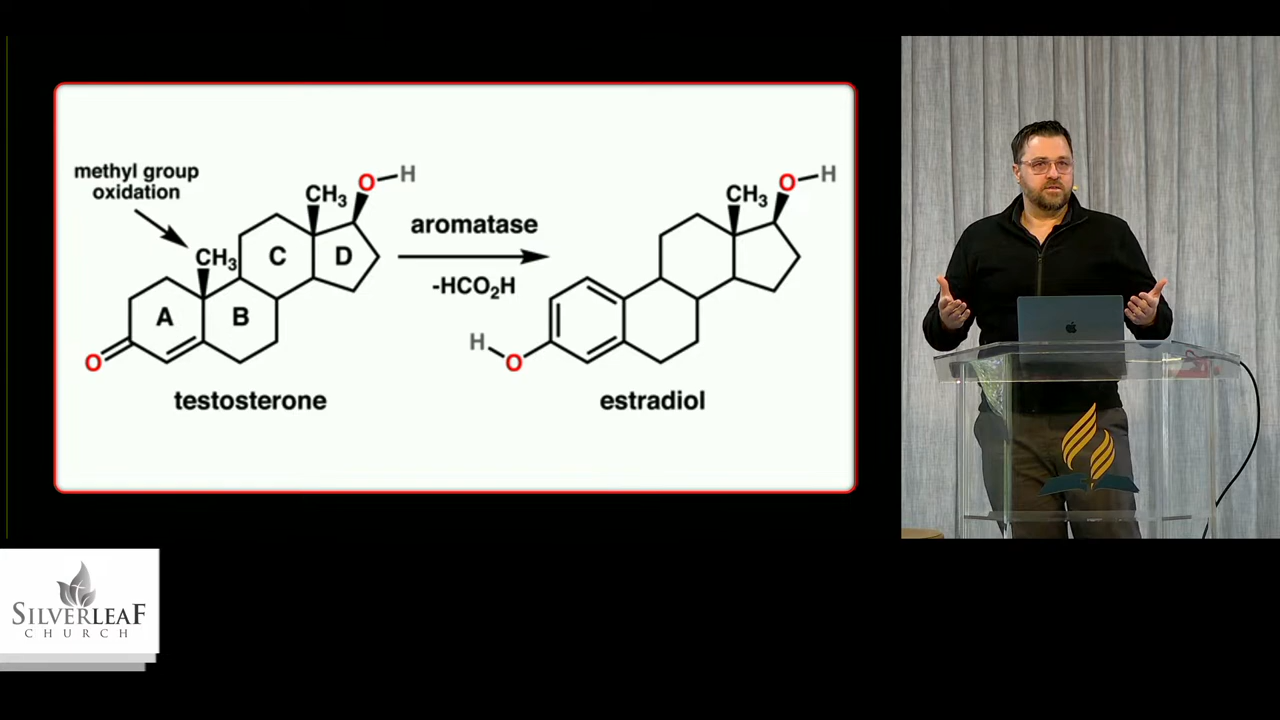 methyl group
oxidation
CH₃
A
B
C
D
O
CH₃
O
H
testosterone
aromatase
-HCO₂H
CH₃
O
H
H
O
estradiol
SILVERLEAF
CHURCH